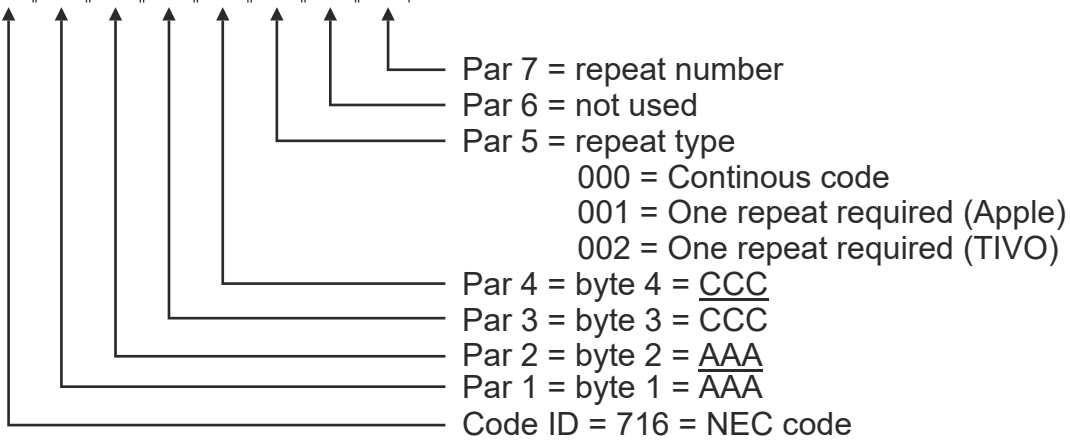 Par 7 = repeat number
Par 6 = not used
Par 5 = repeat type
000 = Continous code
001 = One repeat required (Apple)
002 = One repeat required (TIVO)
Par 4 = byte 4 = CCC
Par 3 = byte 3 = CCC
Par 2 = byte 2 = AAA
Par 1 = byte 1 = AAA
Code ID = 716 = NEC code